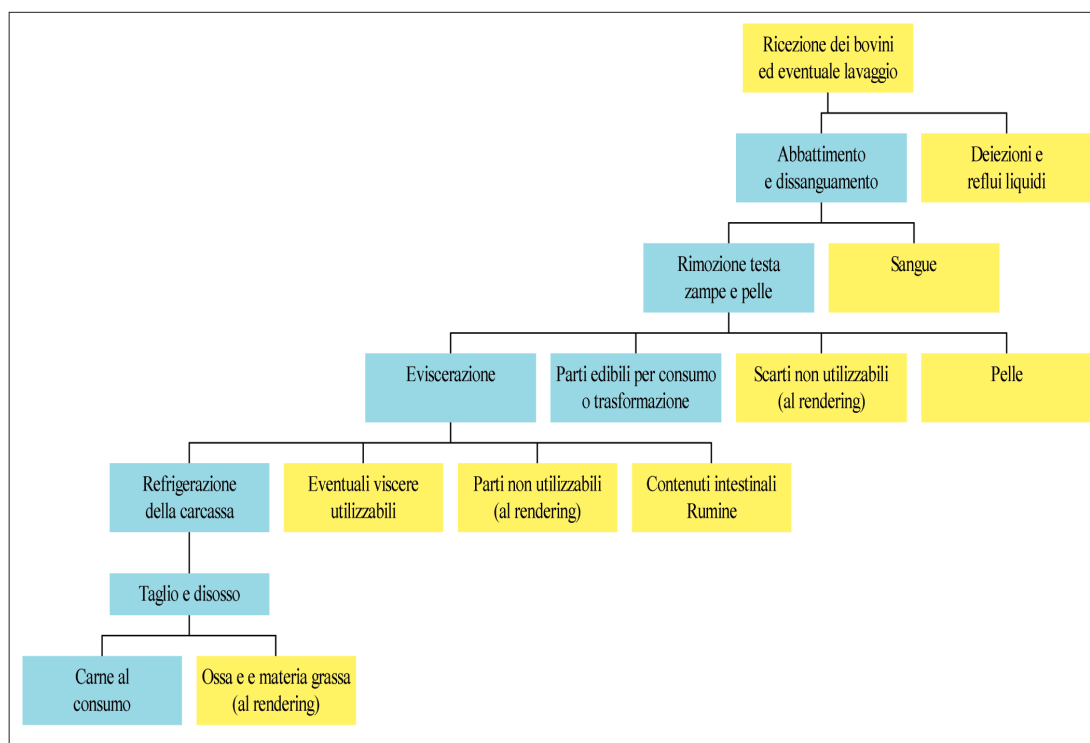 Ricezione dei bovini
ed eventuale lavaggio
Abbattimento
e dissanguamento
Deiezioni e
reflui liquidi
Rimozione testa
zampe e pelle
Sangue
Eviscerazione
Parti edibili per consumo
o trasformazione
Scarti non utilizzabili
(al rendering)
Pelle
Refrigerazione
della carcassa
Eventuali viscere
utilizzabili
Parti non utilizzabili
(al rendering)
Contenuti intestinali
Rumine
Taglio e disosso
Carne al
consumo
Ossa e e materia grassa
(al rendering)